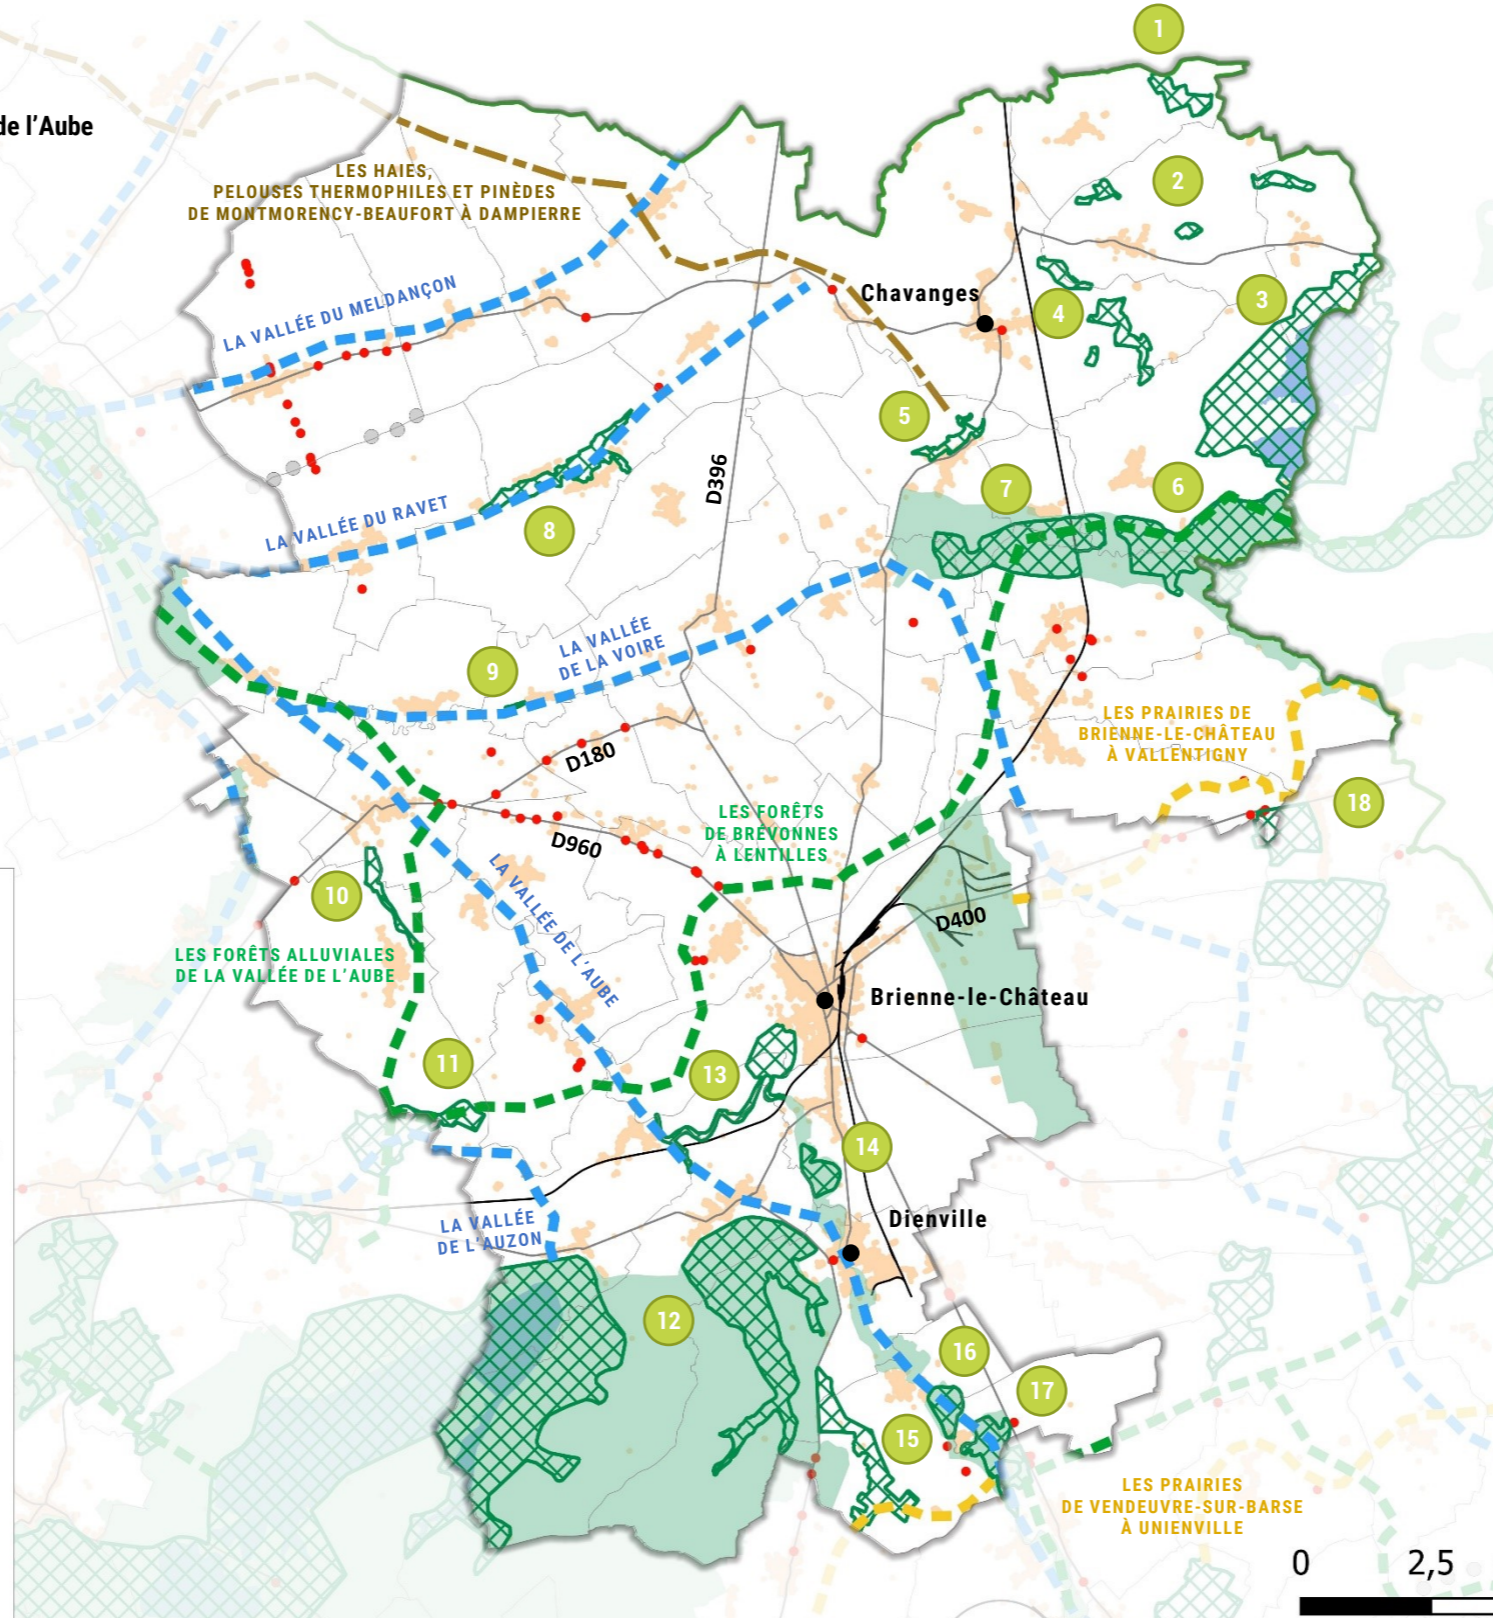 1
de l'Aube
LES HAIES,
PELOUSES THERMOPHILES ET PINÈDES
DE MONTMORENCY-BEAUFORT À DAMPIERRE
2
LA VALLÉE DU MELDANÇON
Chavanges
3
4
5
D396
6
7
LA VALLÉE DU RAVET
8
LA VALLÉE
DE LA VOIRE
9
LES PRAIRIES DE
BRIENNE-LE-CHÂTEAU
À VALLENTIGNY
D180
18
LES FORÊTS
DE BREVONNES
À LENTILLES
D960
10
LA VALLÉE DE L'AUBE
D400
LES FORÊTS ALLUVIALES
DE LA VALLÉE DE L'AUBE
Brienne-le-Château
11
13
14
LA VALLÉE
DE L'AUZON
Dienville
12
16
17
15
LES PRAIRIES
DE VENDEUVRE-SUR-BARSE
À UNIENVILLE
0 2,5